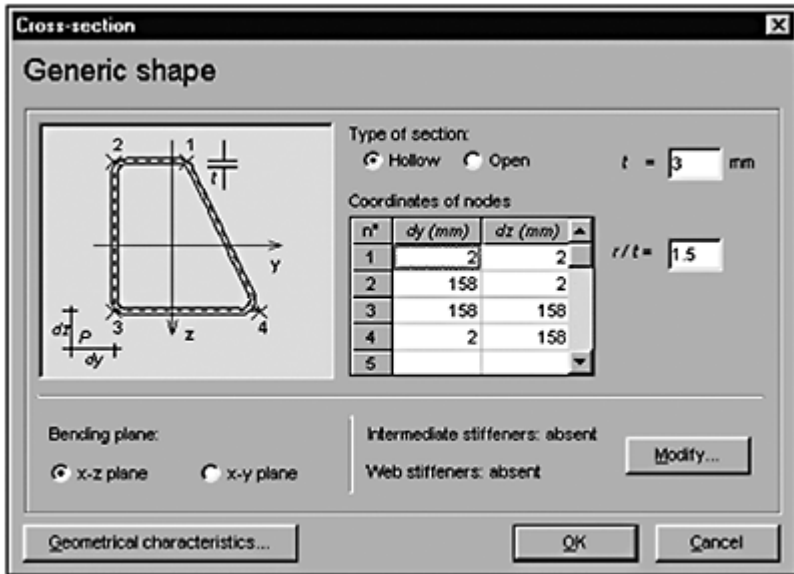 Cross-section
Generic shape
2 1
t
y
z
3 4
dz P
dy
Type of section:
Hollow Open
t = 3 mm
Coordinates of nodes
n° dy (mm) dz (mm)
1 2 2
2 158 2
3 158 158
4 2 158
5
r/t= 1.5
Bending plane:
x-z plane x-y plane
Intermediate stiffeners: absent
Web stiffeners: absent
Modify...
Geometrical characteristics...
OK
Cancel